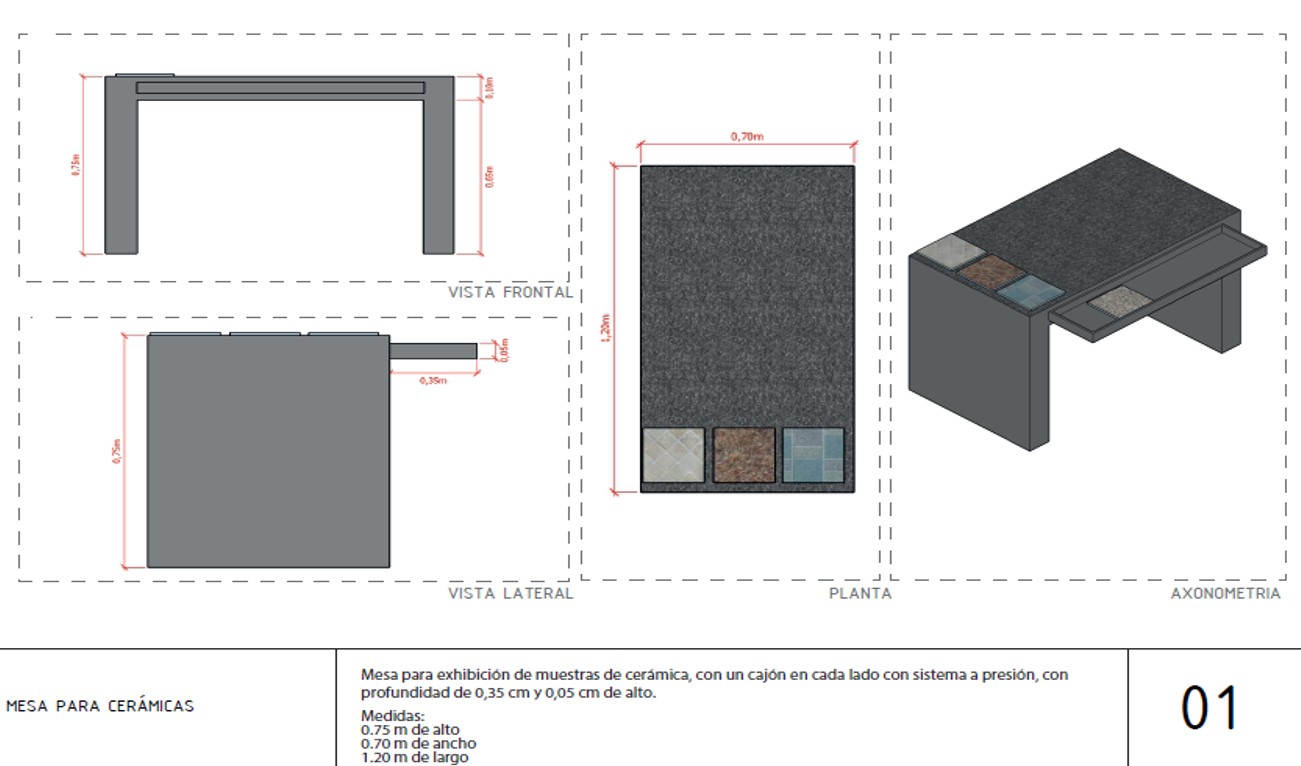 0,75m
0,10m
0,65m
VISTA FRONTAL
0,75m
0,05m
0,35m
VISTA LATERAL
0,70m
1,20m
PLANTA
AXONOMETRIA
MESA PARA CERÁMICAS
Mesa para exhibición de muestras de cerámica, con un cajón en cada lado con sistema a presión, con
profundidad de 0,35 cm y 0,05 cm de alto.
Medidas:
0.75 m de alto
0.70 m de ancho
1.20 m de largo
01